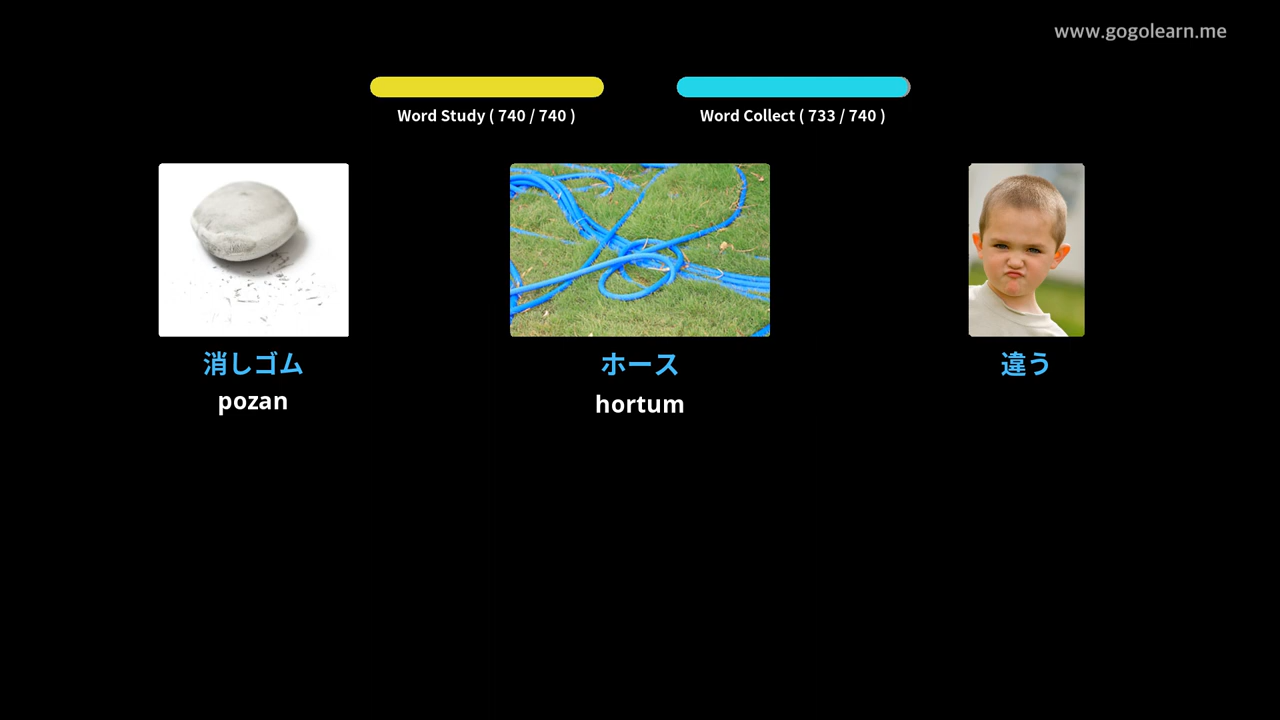 www.gogolearn.me
Word Study ( 740 / 740 )
Word Collect ( 733 / 740 )
消しゴム
pozan
ホース
hortum
違う